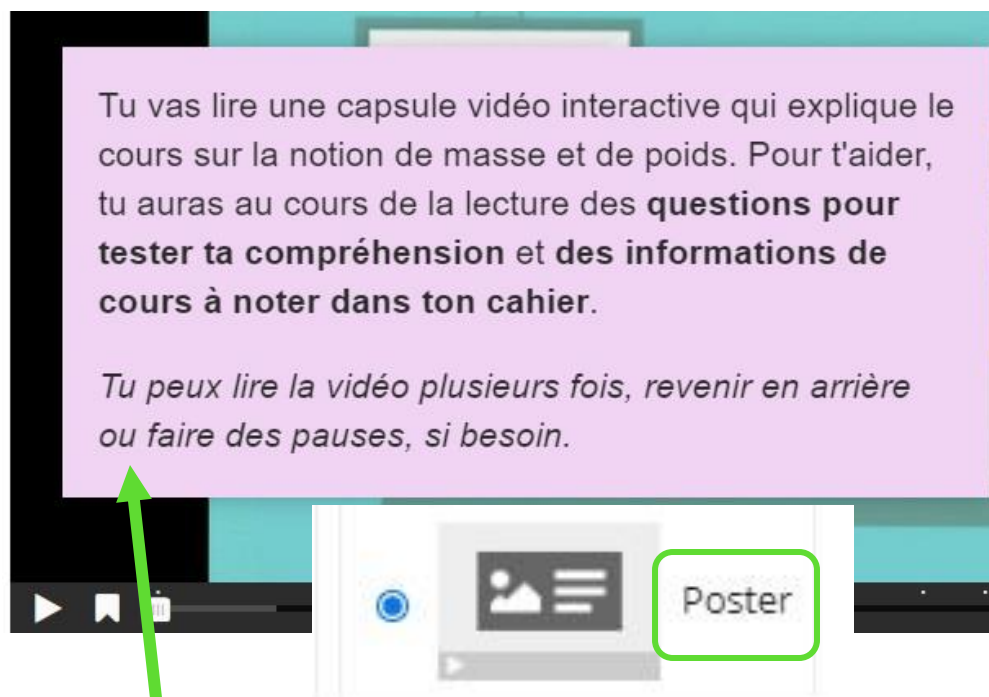 Tu vas lire une capsule vidéo interactive qui explique le
cours sur la notion de masse et de poids. Pour t'aider,
tu auras au cours de la lecture des questions pour
tester ta compréhension et des informations de
cours à noter dans ton cahier.
Tu peux lire la vidéo plusieurs fois, revenir en arrière
ou faire des pauses, si besoin.
Poster